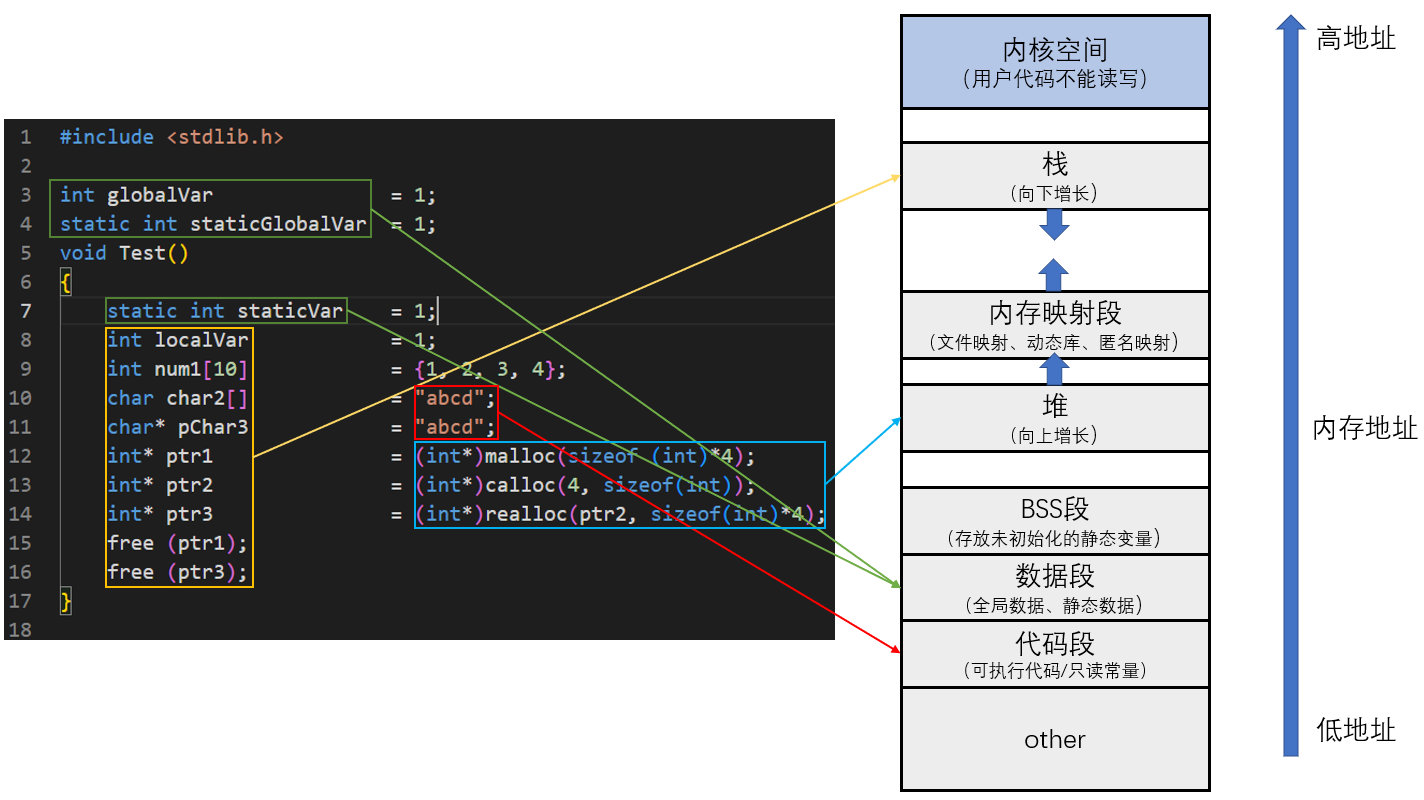 1 #include <stdlib.h>
2
3 int globalVar = 1;
4 static int staticGlobalVar = 1;
5 void Test()
6 {
7 static int staticVar = 1;
8 int localVar = 1;
9 int num1[10] = {1, 2, 3, 4};
10 char char2[] = "abcd";
11 char* pChar3 = "abcd";
12 int* ptr1 = (int*)malloc(sizeof (int)*4);
13 int* ptr2 = (int*)calloc(4, sizeof(int));
14 int* ptr3 = (int*)realloc(ptr2, sizeof(int)*4);
15 free (ptr1);
16 free (ptr3);
17 }
18
内核空间
（用户代码不能读写）
栈
（向下增长）
内存映射段
（文件映射、动态库、匿名映射）
堆
（向上增长）
BSS段
（存放未初始化的静态变量）
数据段
（全局数据、静态数据）
代码段
（可执行代码/只读常量）
other
高地址
内存地址
低地址